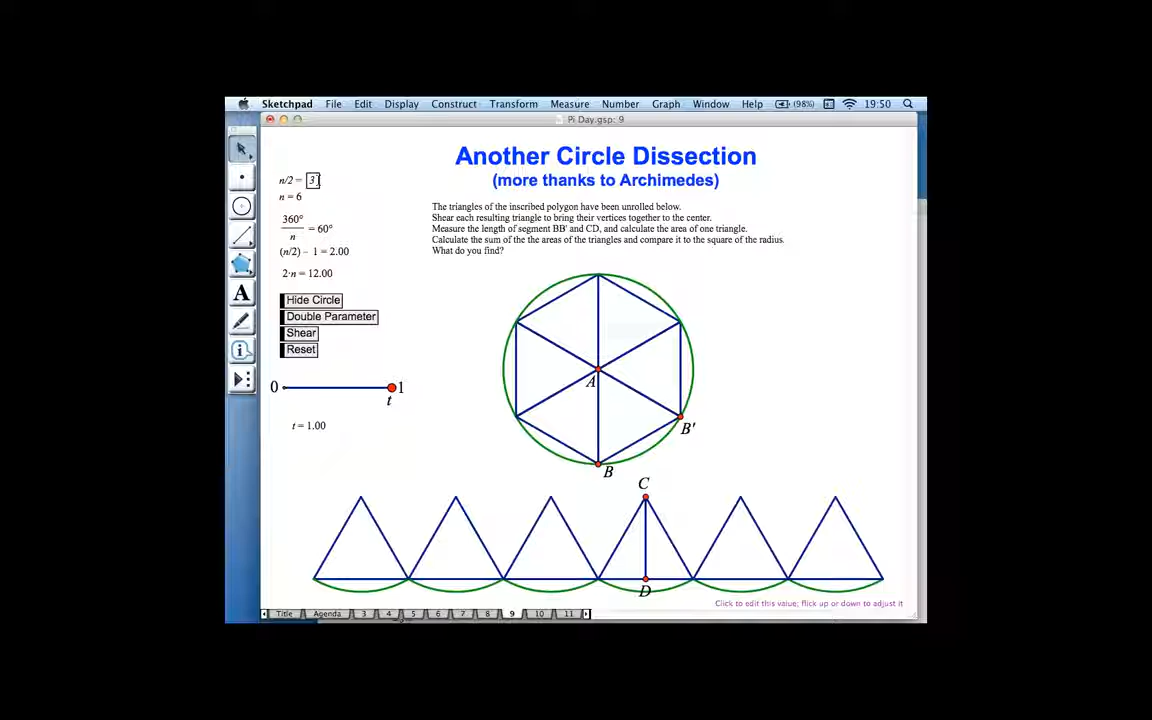 Sketchpad File Edit Display Construct Transform Measure Number Graph Window Help (98%) 19:50
Pi Day.gsp: 9
Another Circle Dissection
(more thanks to Archimedes)
n/2 = 3
n = 6
360°
n
= 60°
(n/2) – 1 = 2.00
2·n = 12.00
The triangles of the inscribed polygon have been unrolled below.
Shear each resulting triangle to bring their vertices together to the center.
Measure the length of segment BB' and CD, and calculate the area of one triangle.
Calculate the sum of the the areas of the triangles and compare it to the square of the radius.
What do you find?
Hide Circle
Double Parameter
Shear
Reset
0 1
t
t = 1.00
A
A
B'
B
C
D
Click to edit this value; flick up or down to adjust it
Title Agenda 3 4 5 6 7 8 9 10 11